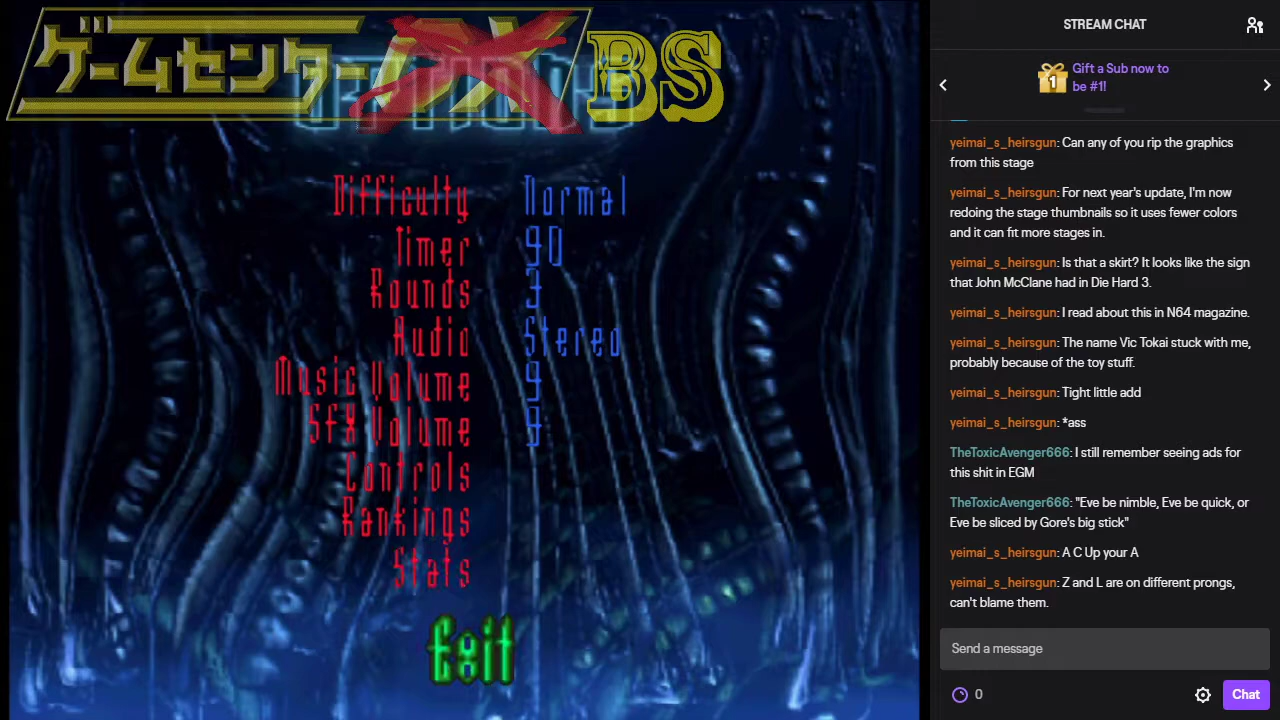 ゲームセンターDX BS
OPTIONS
Difficulty Normal
Timer 90
Rounds 3
Audio Stereo
Music Volume 9
SFX Volume 9
Controls
Rankings
Stats
Exit
STREAM CHAT
Gift a Sub now to
be #1!
1
yeimai_s_heirsgun: Can any of you rip the graphics
from this stage
yeimai_s_heirsgun: For next year's update, I'm now
redoing the stage thumbnails so it uses fewer colors
and it can fit more stages in.
yeimai_s_heirsgun: Is that a skirt? It looks like the sign
that John McClane had in Die Hard 3.
yeimai_s_heirsgun: I read about this in N64 magazine.
yeimai_s_heirsgun: The name Vic Tokai stuck with me,
probably because of the toy stuff.
yeimai_s_heirsgun: Tight little add
yeimai_s_heirsgun: *ass
TheToxicAvenger666: I still remember seeing ads for
this shit in EGM
TheToxicAvenger666: "Eve be nimble, Eve be quick, or
Eve be sliced by Gore's big stick"
yeimai_s_heirsgun: A C Up your A
yeimai_s_heirsgun: Z and L are on different prongs,
can't blame them.
Send a message
0
Chat